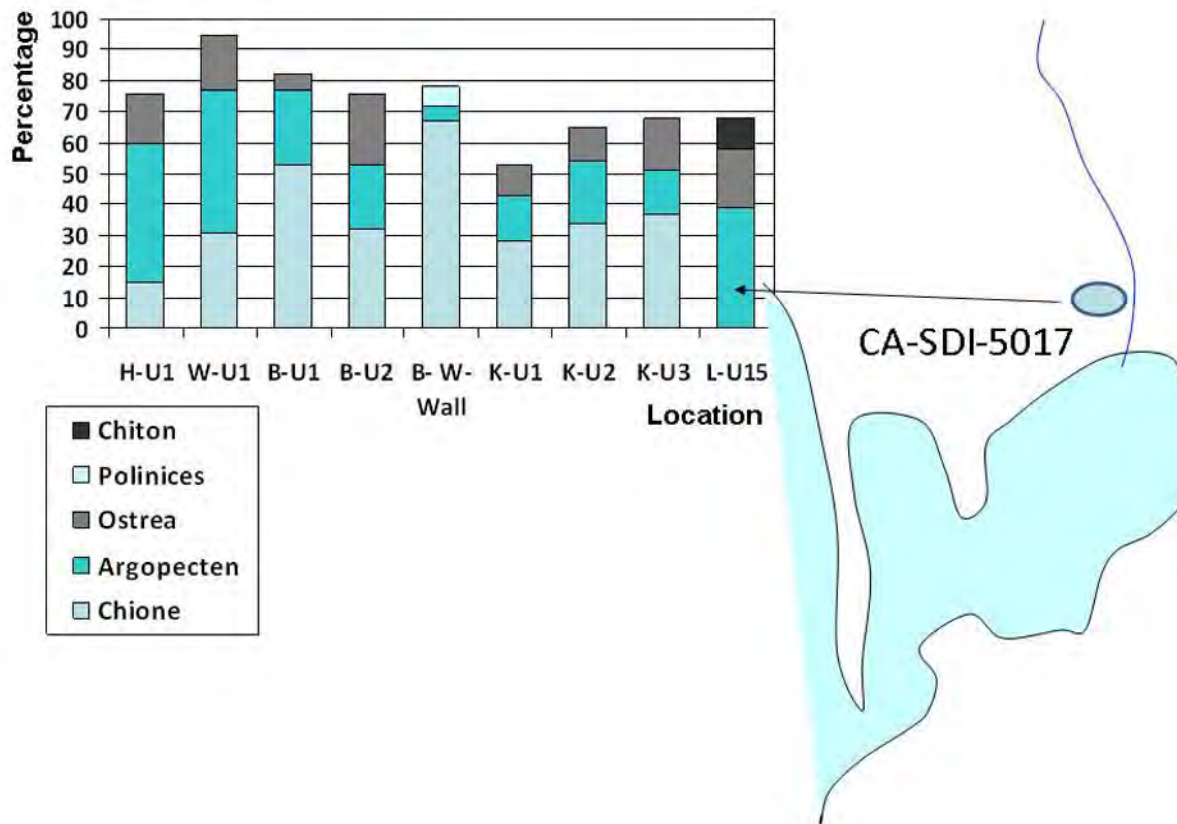 Percentage
100
90
80
70
60
50
40
30
20
10
0
H-U1 W-U1 B-U1 B-U2 B- W- K-U1 K-U2 K-U3 L-U15
Wall
Location
CA-SDI-5017
Chiton
Polinices
Ostrea
Argopecten
Chione